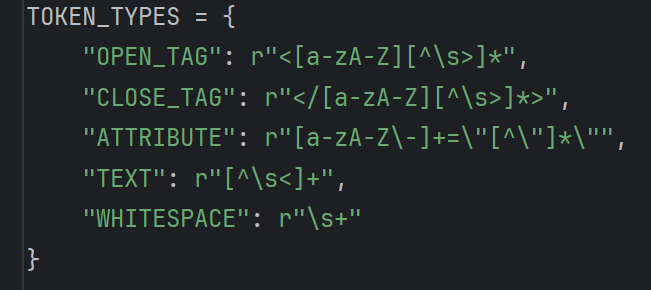 TOKEN_TYPES = {
    "OPEN_TAG": r"<[a-zA-Z][^\s>]*",
    "CLOSE_TAG": r"</[a-zA-Z][^\s>]*>",
    "ATTRIBUTE": r"[a-zA-Z\-]+=\"[^\"]*\"",
    "TEXT": r"[^\s<]+",
    "WHITESPACE": r"\s+"
}